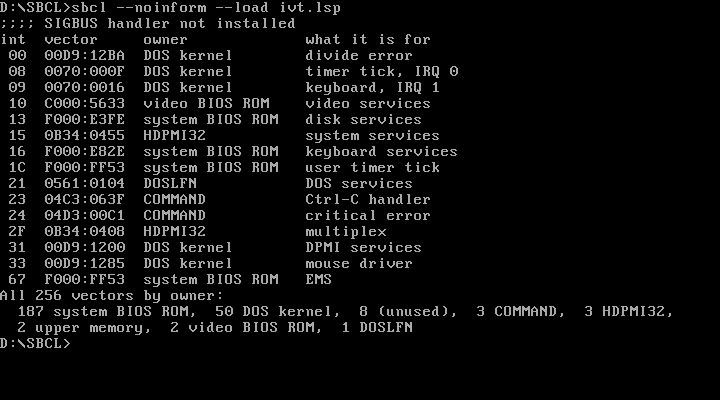 D:\SBCL>sbcl --noinform --load ivt.lsp
;;;; SIGBUS handler not installed
int  vector     owner            what it is for
 00  00D9:12BA  DOS kernel       divide error
 08  0070:000F  DOS kernel       timer tick, IRQ 0
 09  0070:0016  DOS kernel       keyboard, IRQ 1
 10  C000:5633  video BIOS ROM   video services
 13  F000:E3FE  system BIOS ROM  disk services
 15  0B34:0455  HDPMI32          system services
 16  F000:E82E  system BIOS ROM  keyboard services
 1C  F000:FF53  system BIOS ROM  user timer tick
 21  0561:0104  DOSLFN           DOS services
 23  04C3:063F  COMMAND          Ctrl-C handler
 24  04D3:00C1  COMMAND          critical error
 2F  0B34:0408  HDPMI32          multiplex
 31  00D9:1200  DOS kernel       DPMI services
 33  00D9:1285  DOS kernel       mouse driver
 67  F000:FF53  system BIOS ROM  EMS
All 256 vectors by owner:
  187 system BIOS ROM,  50 DOS kernel,  8 (unused),  3 COMMAND,  3 HDPMI32,
  2 upper memory,  2 video BIOS ROM,  1 DOSLFN
D:\SBCL>